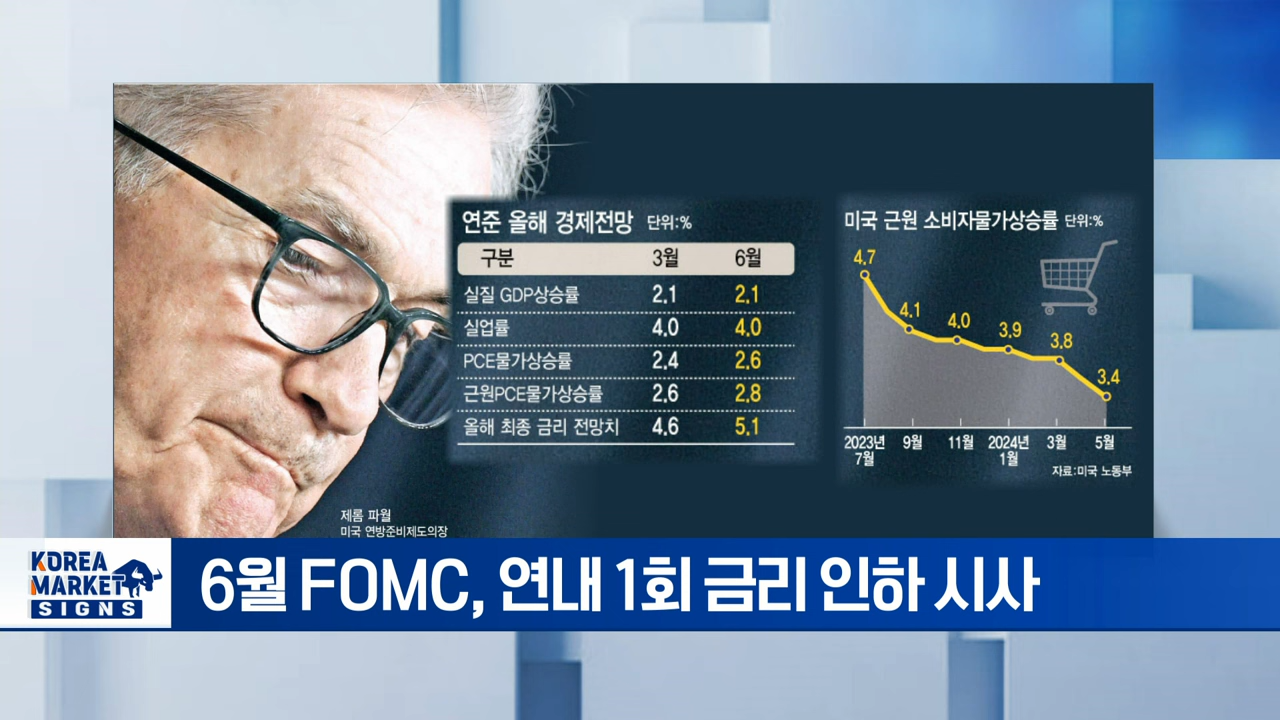 연준 올해 경제전망 단위:%
구분 3월 6월
실질 GDP상승률 2.1 2.1
실업률 4.0 4.0
PCE물가상승률 2.4 2.6
근원PCE물가상승률 2.6 2.8
올해 최종 금리 전망치 4.6 5.1
미국 근원 소비자물가상승률 단위:%
4.7
4.1
4.0
3.9
3.8
3.4
2023년 9월 11월 2024년 3월 5월
7월 1월
자료:미국 노동부
제롬 파월
미국 연방준비제도의장
KOREA
MARKET
SIGNS
6월 FOMC, 연내 1회 금리 인하 시사